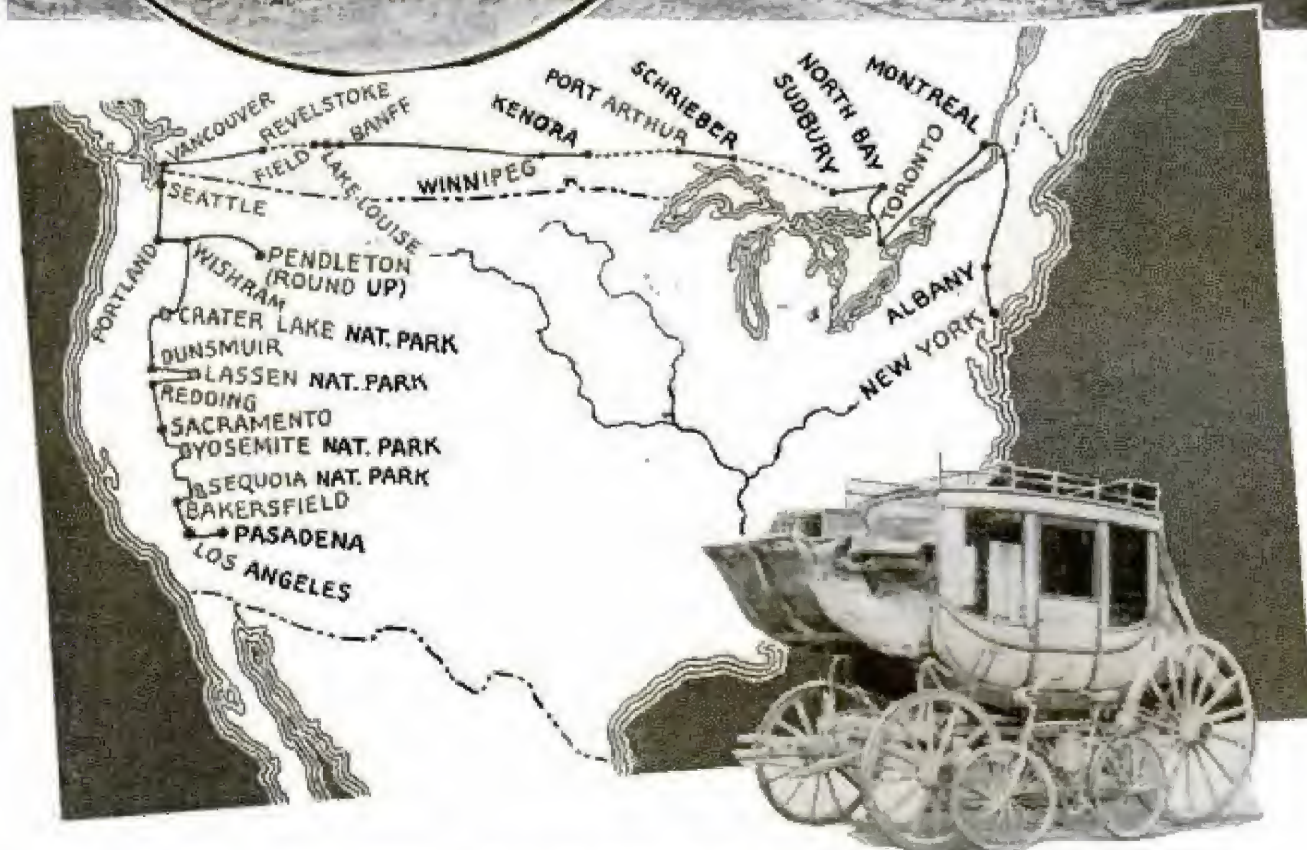 VANCOUVER
REVELSTOKE
FIELD
LAKE LOUISE
BANFF
WINNIPEG
KENORA
PORT ARTHUR
SCHRIEBER
SUDBURY
NORTH BAY
TORONTO
MONTREAL
ALBANY
NEW YORK
SEATTLE
PORTLAND
WISHRAM
PENDLETON
(ROUND UP)
CRATER LAKE NAT. PARK
DUNSMUIR
LASSEN NAT. PARK
REDDING
SACRAMENTO
YOSEMITE NAT. PARK
SEQUOIA NAT. PARK
BAKERSFIELD
PASADENA
LOS ANGELES